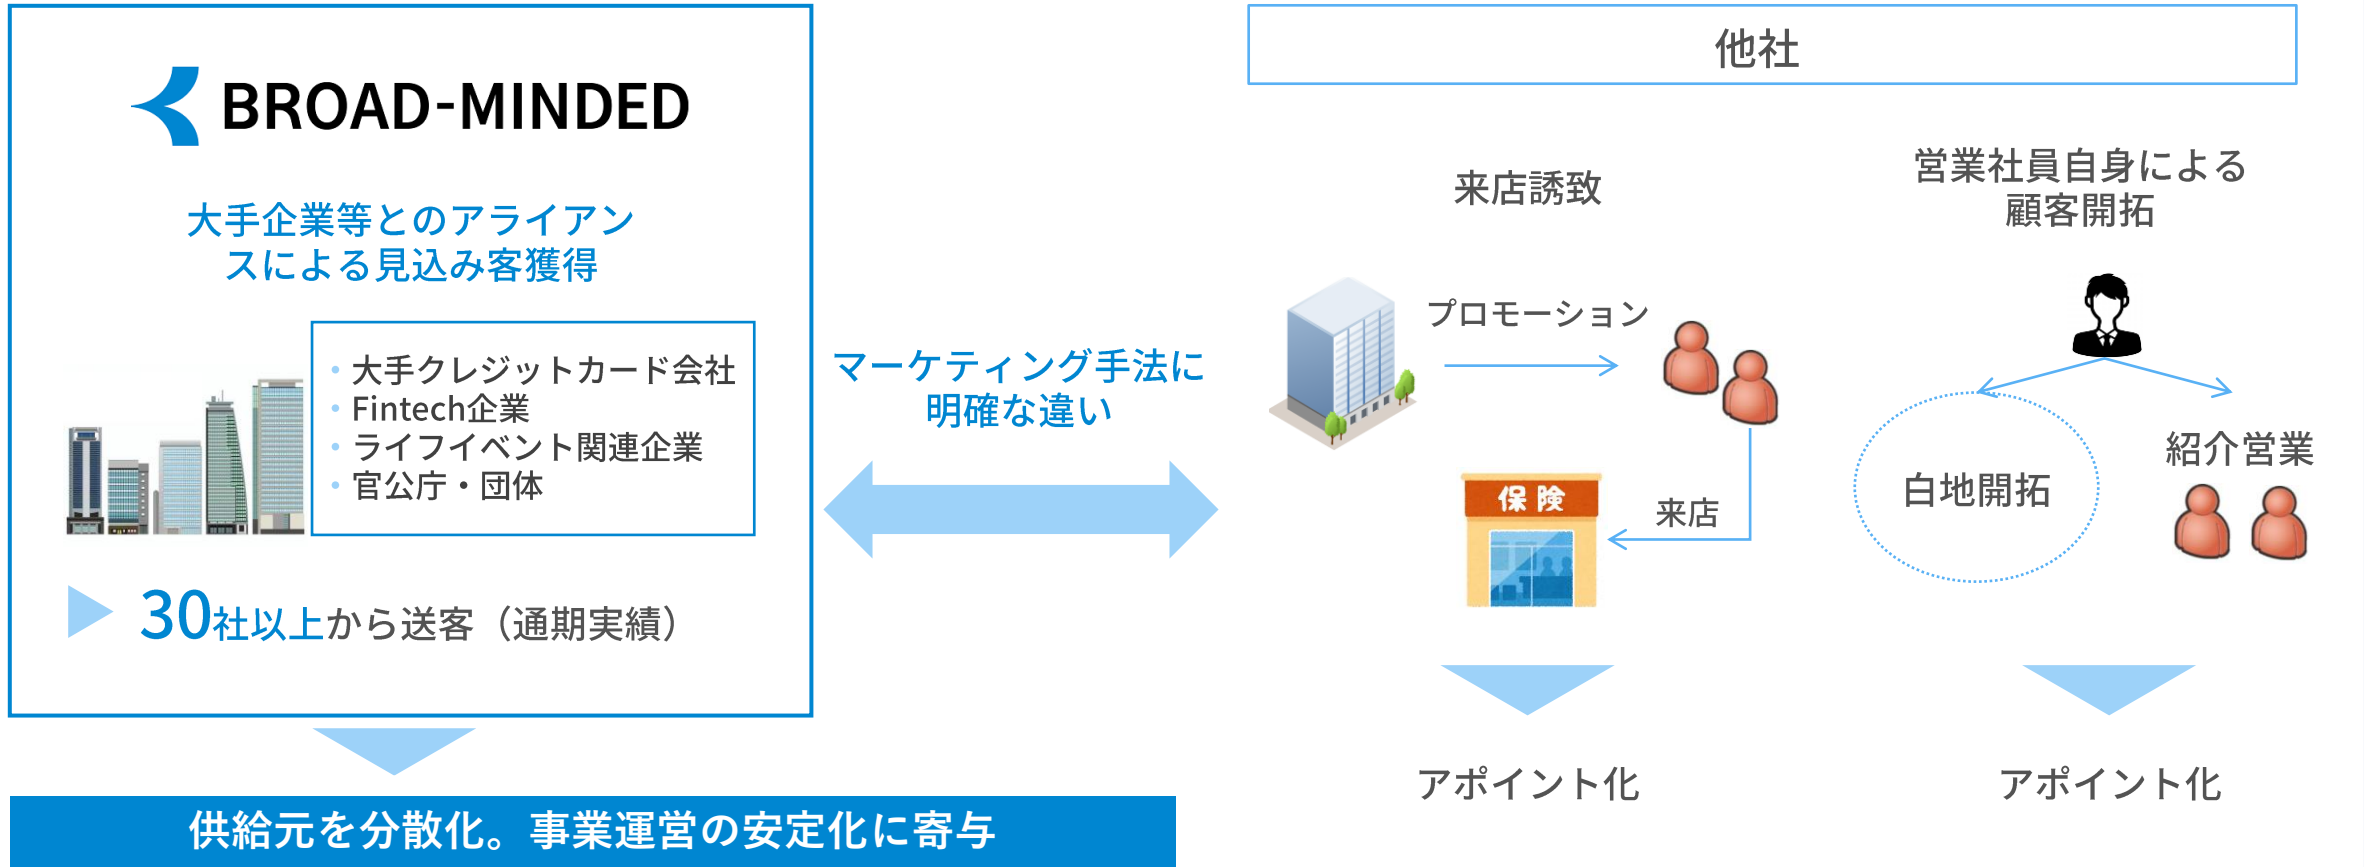 BROAD-MINDED
大手企業等とのアライアン
スによる見込み客獲得
・大手クレジットカード会社
・Fintech企業
・ライフイベント関連企業
・官公庁・団体
30社以上から送客（通期実績）
供給元を分散化。事業運営の安定化に寄与
マーケティング手法に
明確な違い
他社
来店誘致
プロモーション
保険
来店
アポイント化
営業社員自身による
顧客開拓
白地開拓
紹介営業
アポイント化